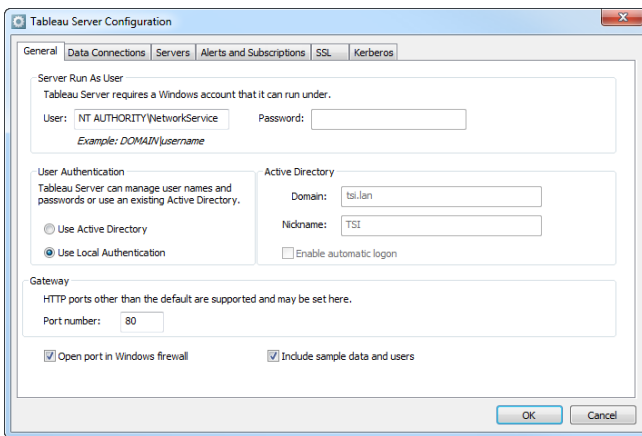 Tableau Server Configuration
General Data Connections Servers Alerts and Subscriptions SSL Kerberos
Server Run As User
Tableau Server requires a Windows account that it can run under.
User: NT AUTHORITY\NetworkService Password:
Example: DOMAIN\username
User Authentication
Tableau Server can manage user names and
passwords or use an existing Active Directory.
Use Active Directory
Use Local Authentication
Active Directory
Domain: tsi.lan
Nickname: TSI
Enable automatic logon
Gateway
HTTP ports other than the default are supported and may be set here.
Port number: 80
Open port in Windows firewall Include sample data and users
OK Cancel